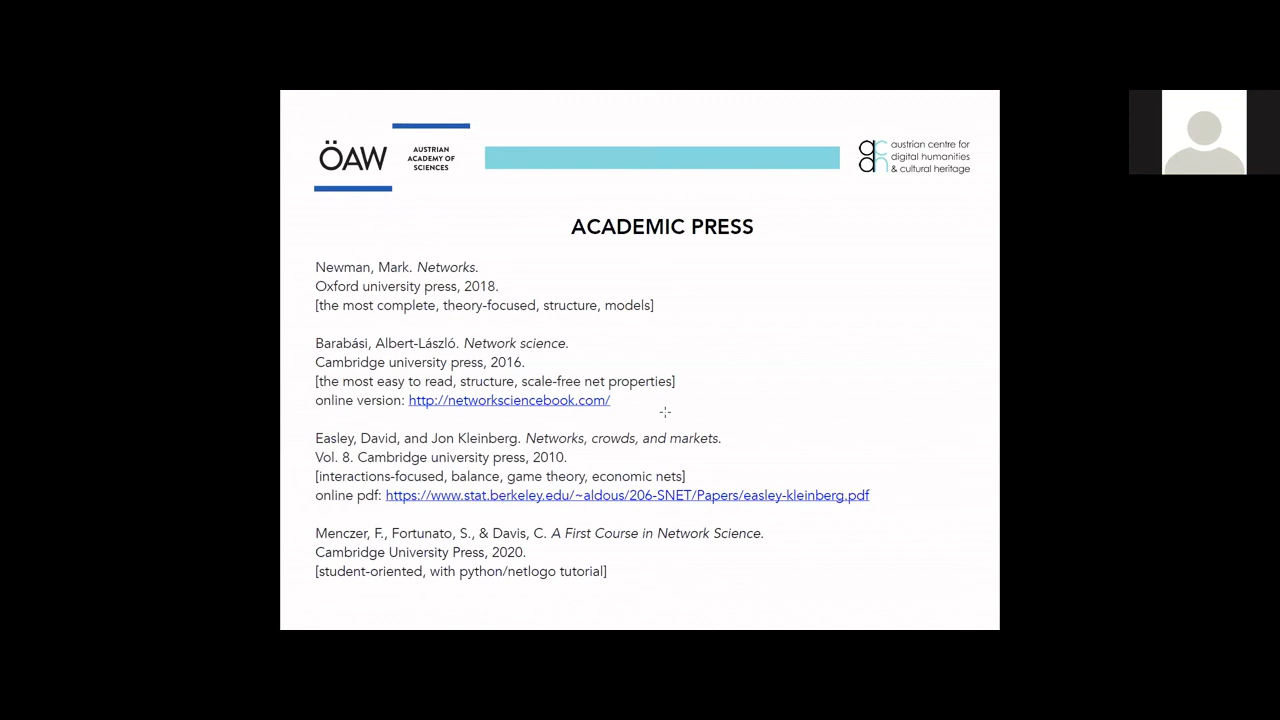 ÖAW
AUSTRIAN
ACADEMY OF
SCIENCES
austrian centre for
digital humanities
& cultural heritage
ACADEMIC PRESS
Newman, Mark. Networks.
Oxford university press, 2018.
[the most complete, theory-focused, structure, models]
Barabási, Albert-László. Network science.
Cambridge university press, 2016.
[the most easy to read, structure, scale-free net properties]
online version: http://networksciencebook.com/
Easley, David, and Jon Kleinberg. Networks, crowds, and markets.
Vol. 8. Cambridge university press, 2010.
[interactions-focused, balance, game theory, economic nets]
online pdf: https://www.stat.berkeley.edu/~aldous/206-SNET/Papers/easley-kleinberg.pdf
Menczer, F., Fortunato, S., & Davis, C. A First Course in Network Science.
Cambridge University Press, 2020.
[student-oriented, with python/netlogo tutorial]